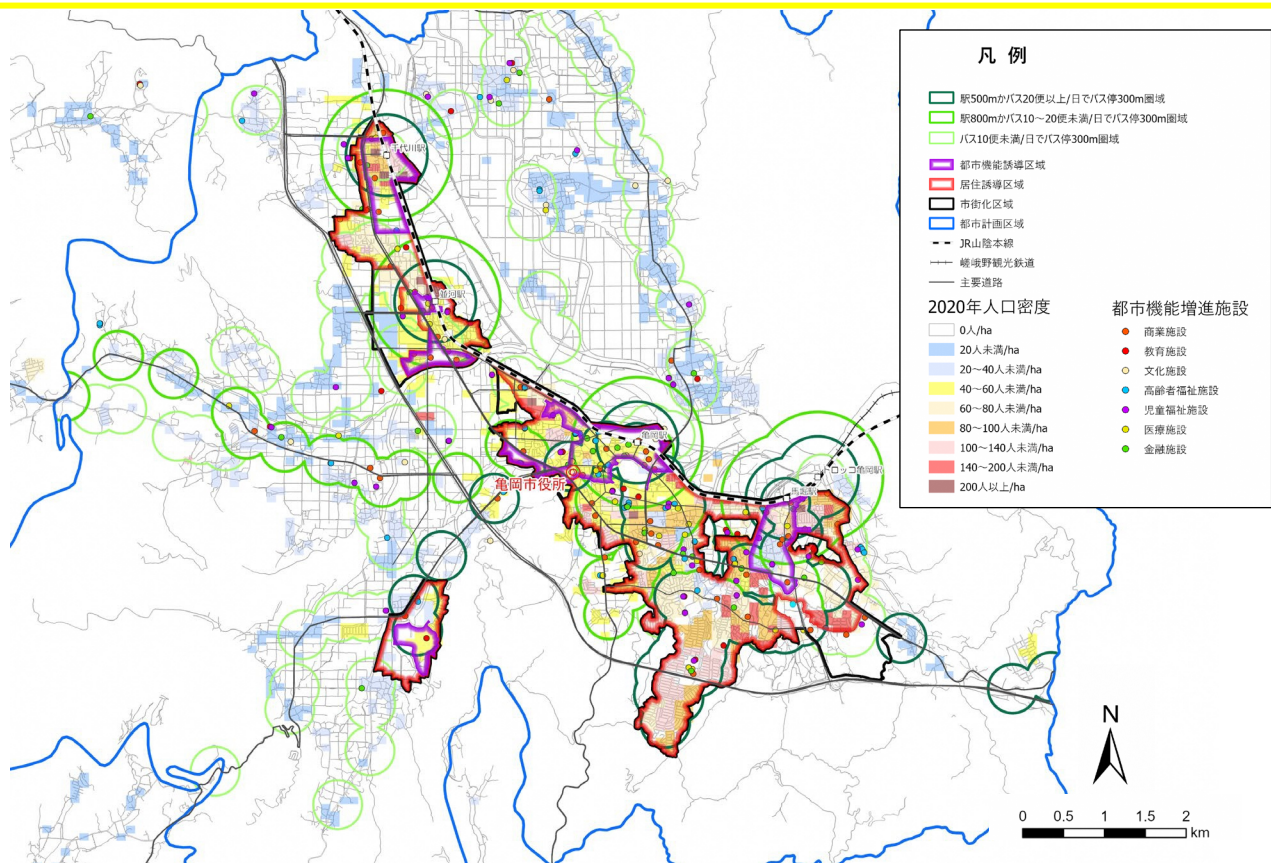 凡 例
駅500mかバス20便以上/日でバス停300m圏域
駅800mかバス10～20便未満/日でバス停300m圏域
バス10便未満/日でバス停300m圏域
都市機能誘導区域
居住誘導区域
市街化区域
都市計画区域
JR山陰本線
嵯峨野観光鉄道
主要道路
2020年人口密度
0人/ha
20人未満/ha
20～40人未満/ha
40～60人未満/ha
60～80人未満/ha
80～100人未満/ha
100～140人未満/ha
140～200人未満/ha
200人以上/ha
都市機能増進施設
商業施設
教育施設
文化施設
高齢者福祉施設
児童福祉施設
医療施設
金融施設
千代川駅
並河駅
亀岡駅
トロッコ亀岡駅
馬堀駅
亀岡市役所
N
0 0.5 1 1.5 2
km